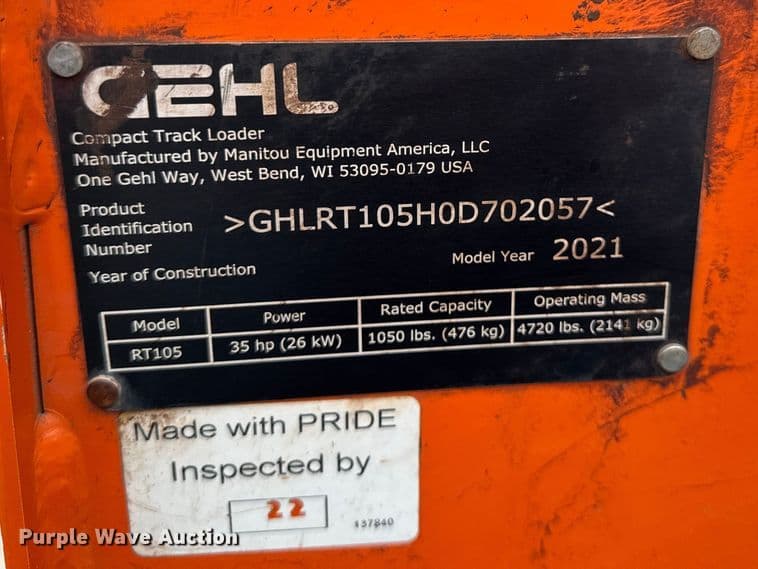 GEHL
Compact Track Loader
Manufactured by Manitou Equipment America, LLC
One Gehl Way, West Bend, WI 53095-0179 USA
Product
Identification
Number
>GHLRT105H0D702057<
Year of Construction
Model Year 2021
Model Power Rated Capacity Operating Mass
RT105 35 hp (26 kW) 1050 lbs. (476 kg) 4720 lbs. (2141 kg)
Made with PRIDE
Inspected by
22
137840
Purple Wave Auction